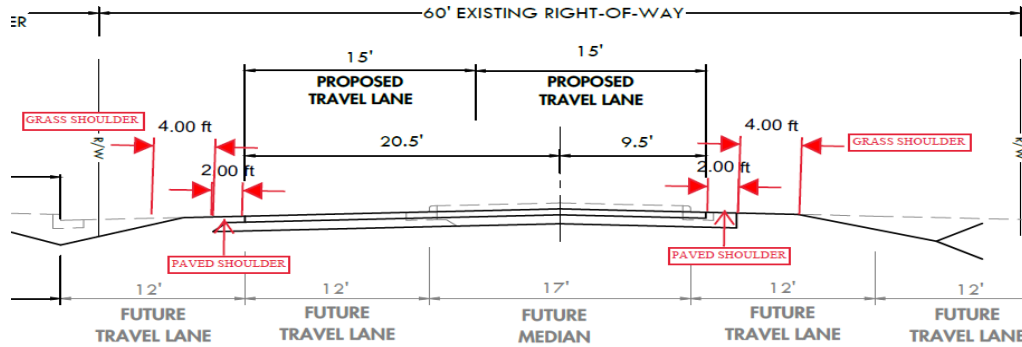 60' EXISTING RIGHT-OF-WAY
ER
15'
15'
PROPOSED
TRAVEL LANE
PROPOSED
TRAVEL LANE
GRASS SHOULDER
4.00 ft
R/W
20.5'
9.5'
4.00 ft
GRASS SHOULDER
R/W
2.00 ft
2.00 ft
PAVED SHOULDER
PAVED SHOULDER
12'
12'
17'
12'
12'
FUTURE
TRAVEL LANE
FUTURE
TRAVEL LANE
FUTURE
MEDIAN
FUTURE
TRAVEL LANE
FUTURE
TRAVEL LANE